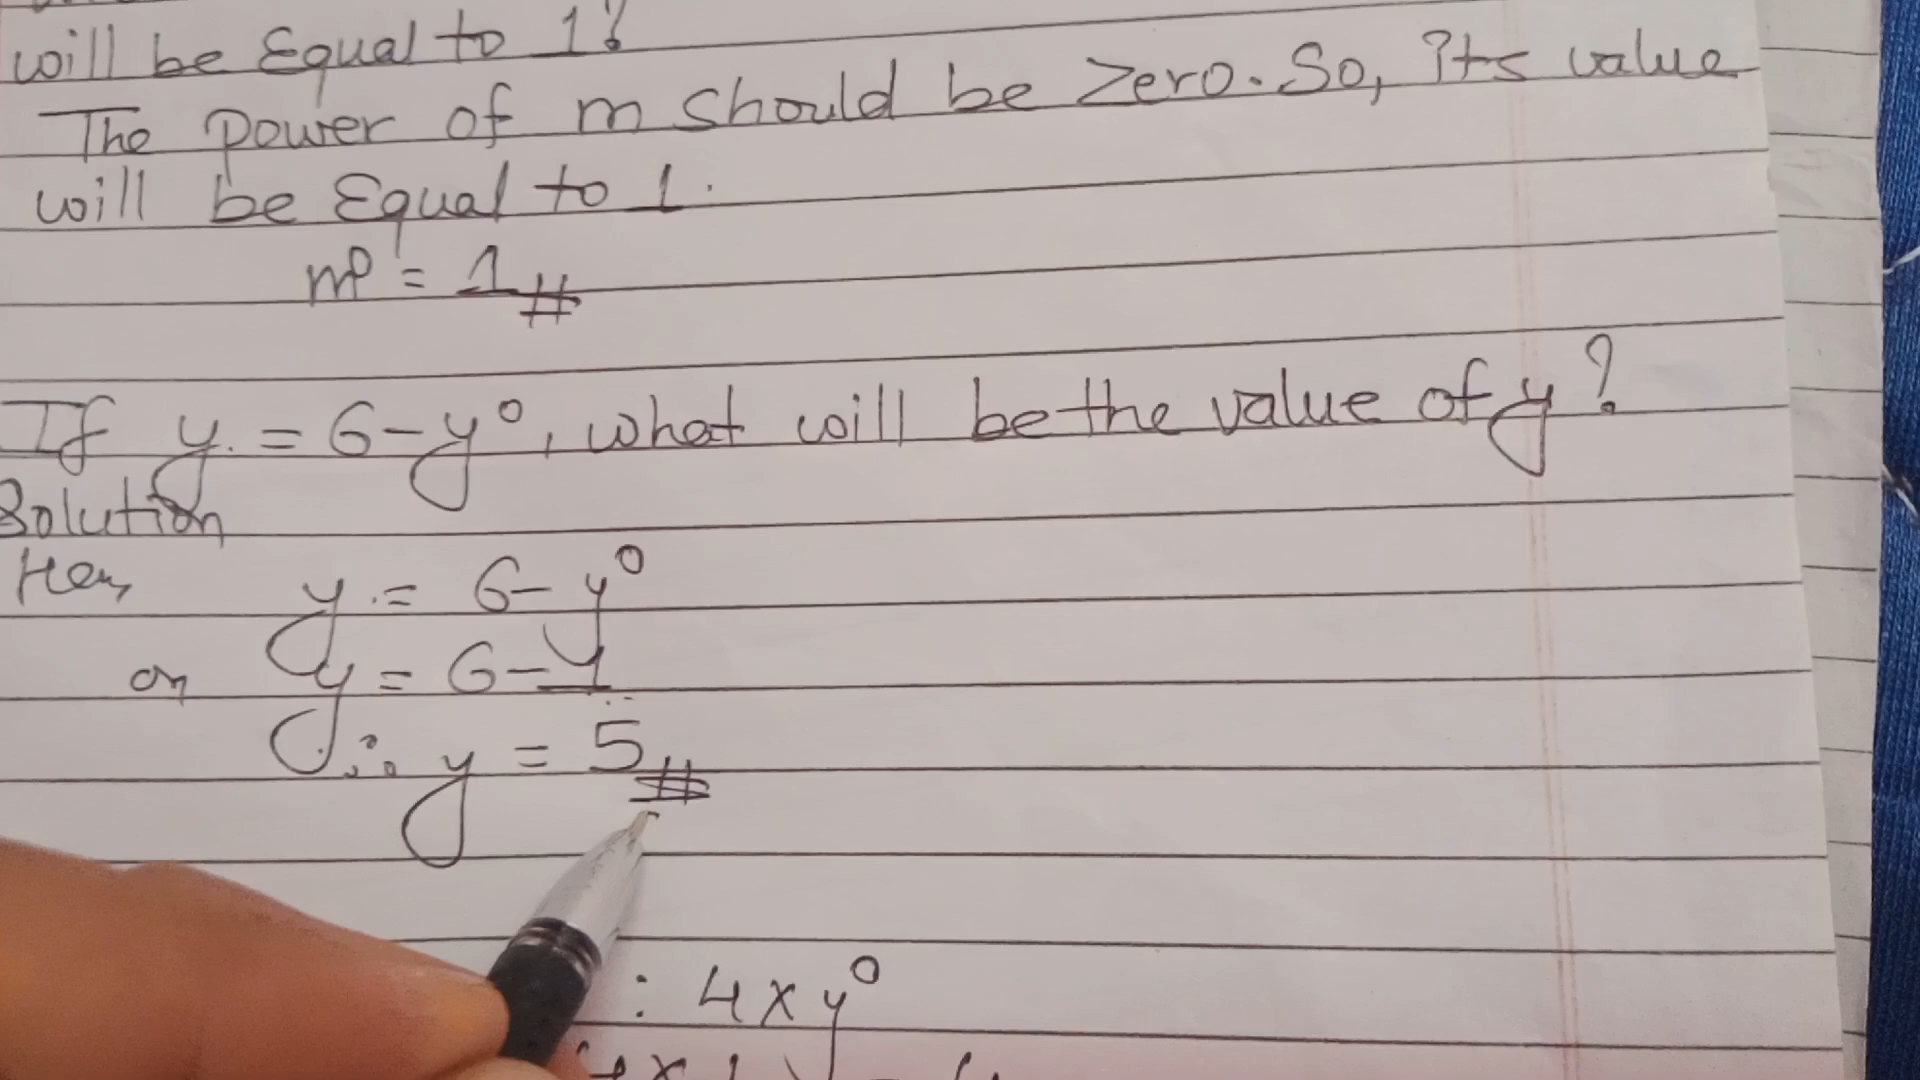 will be Equal to 1?
The power of m should be zero. So, its value
will be Equal to 1.
m⁰ = 1
If y = 6-y⁰, what will be the value of y?
Solution
Here,
y = 6-y⁰
or y = 6-1
∴ y = 5
: 4xy⁰